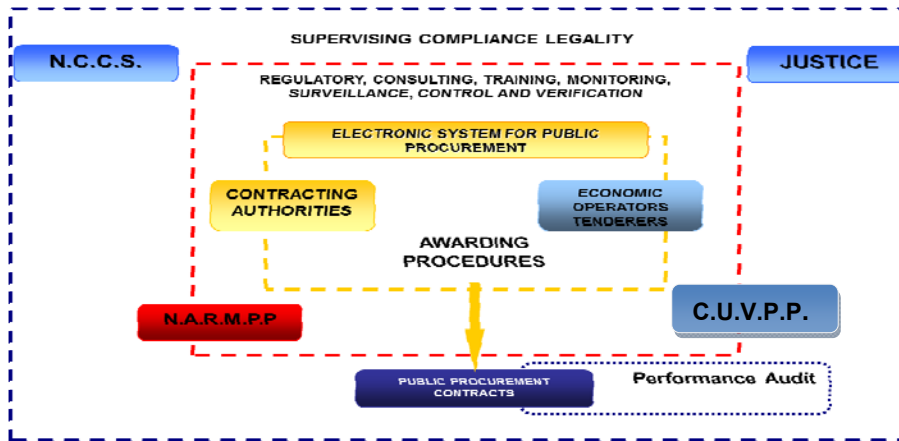 SUPERVISING COMPLIANCE LEGALITY
N.C.C.S.
JUSTICE
REGULATORY, CONSULTING, TRAINING, MONITORING,
SURVEILLANCE, CONTROL AND VERIFICATION
ELECTRONIC SYSTEM FOR PUBLIC
PROCUREMENT
CONTRACTING
AUTHORITIES
ECONOMIC
OPERATORS
TENDERERS
AWARDING
PROCEDURES
N.A.R.M.P.P
C.U.V.P.P.
PUBLIC PROCUREMENT
CONTRACTS
Performance Audit